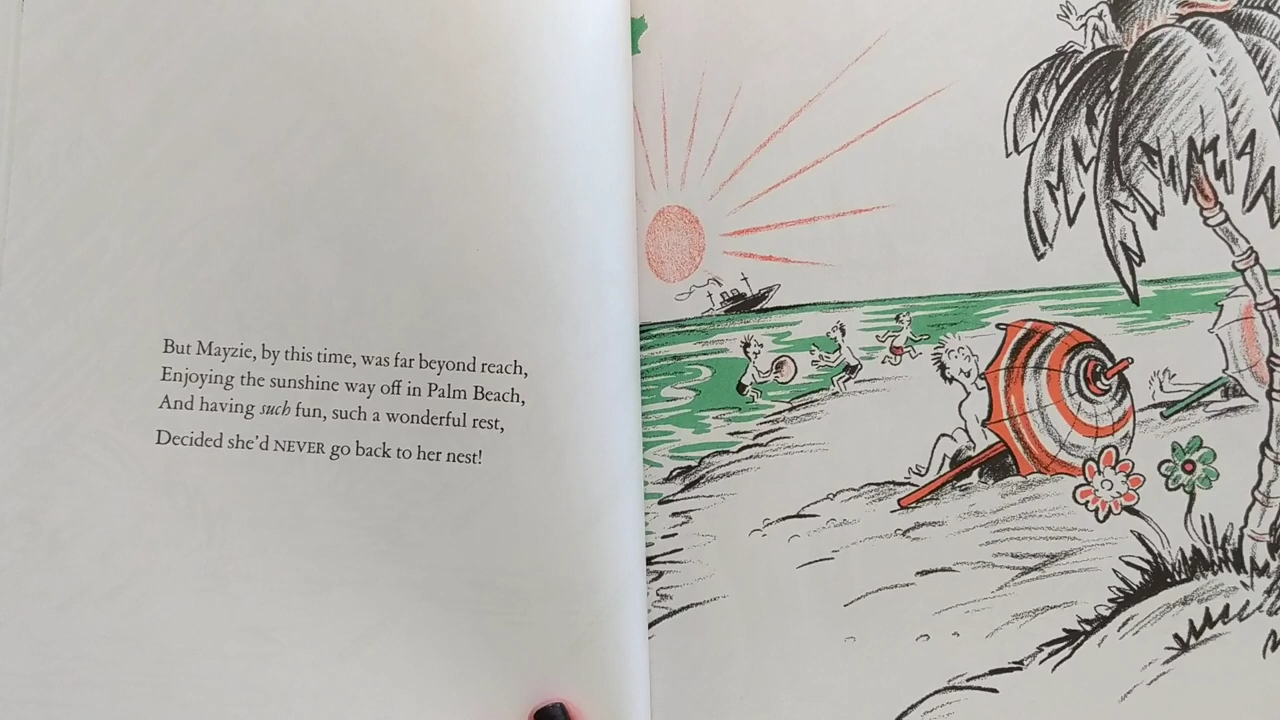 But Mayzie, by this time, was far beyond reach,
Enjoying the sunshine way off in Palm Beach,
And having such fun, such a wonderful rest,
Decided she'd NEVER go back to her nest!